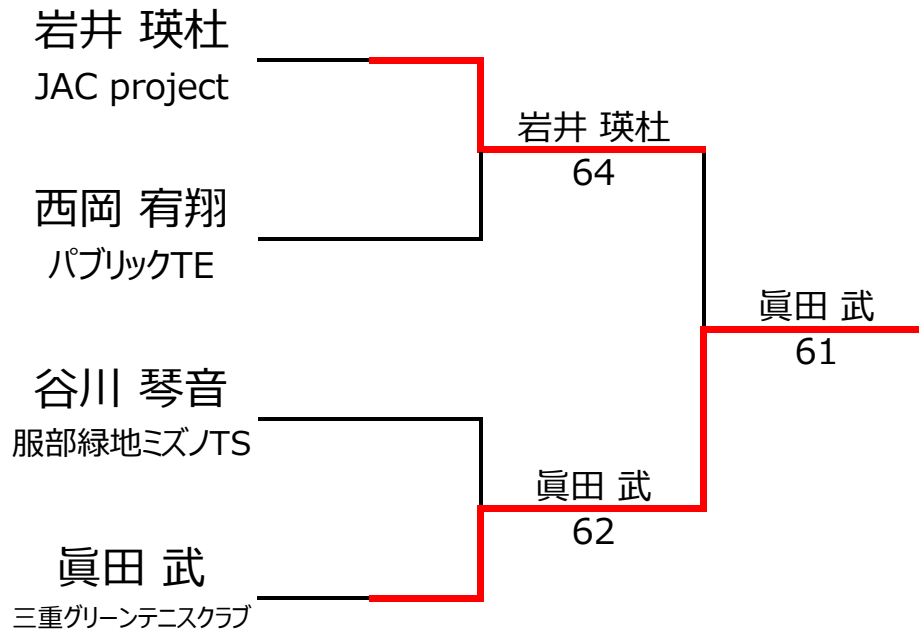 岩井 瑛杜
JAC project
西岡 宥翔
パブリックTE
谷川 琴音
服部緑地ミズノTS
眞田 武
三重グリーンテニスクラブ
岩井 瑛杜
64
眞田 武
62
眞田 武
61